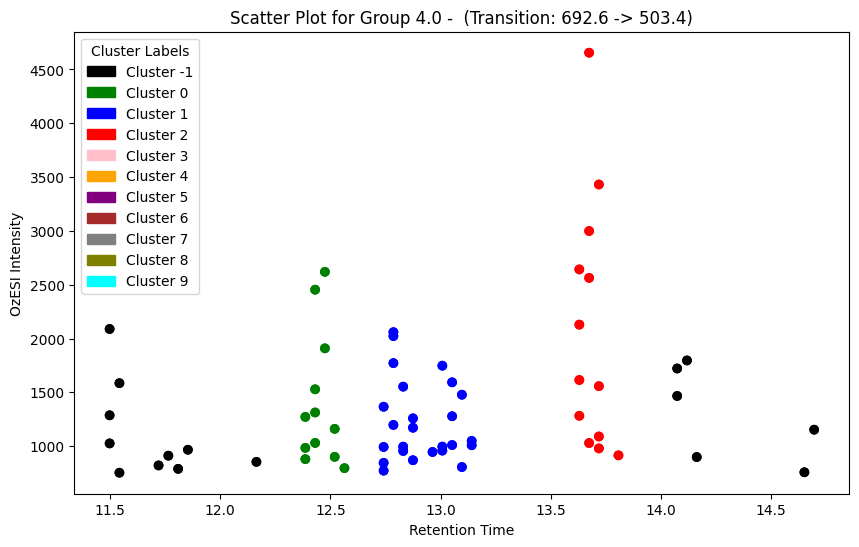 Scatter Plot for Group 4.0 -  (Transition: 692.6 -> 503.4)
Cluster Labels
Cluster -1
Cluster 0
Cluster 1
Cluster 2
Cluster 3
Cluster 4
Cluster 5
Cluster 6
Cluster 7
Cluster 8
Cluster 9
OzESI Intensity
4500
4000
3500
3000
2500
2000
1500
1000
11.5 12.0 12.5 13.0 13.5 14.0 14.5
Retention Time